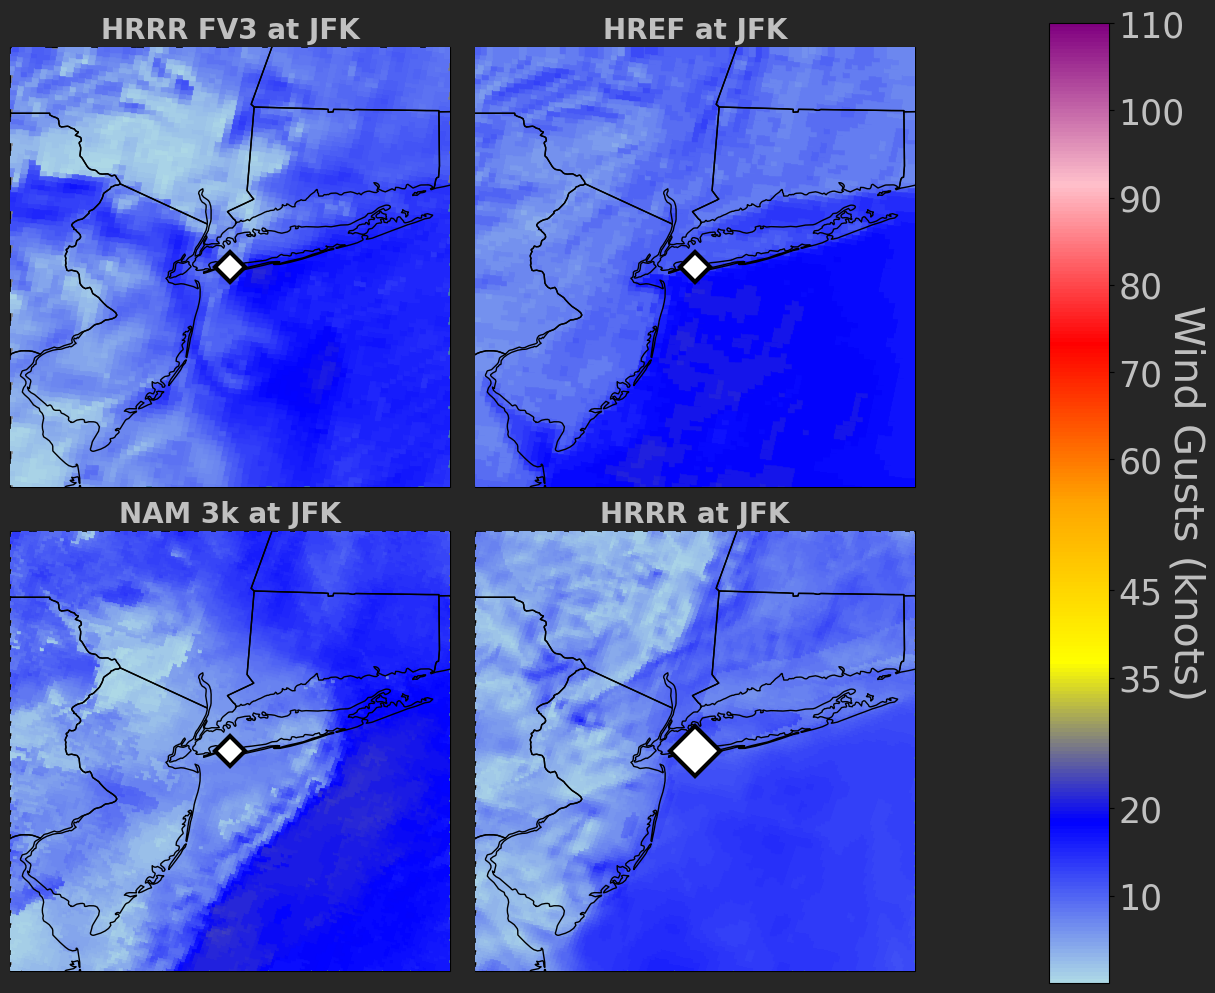 HRRR FV3 at JFK
HREF at JFK
NAM 3k at JFK
HRRR at JFK
110
100
90
80
70
60
45
35
20
10
Wind Gusts (knots)